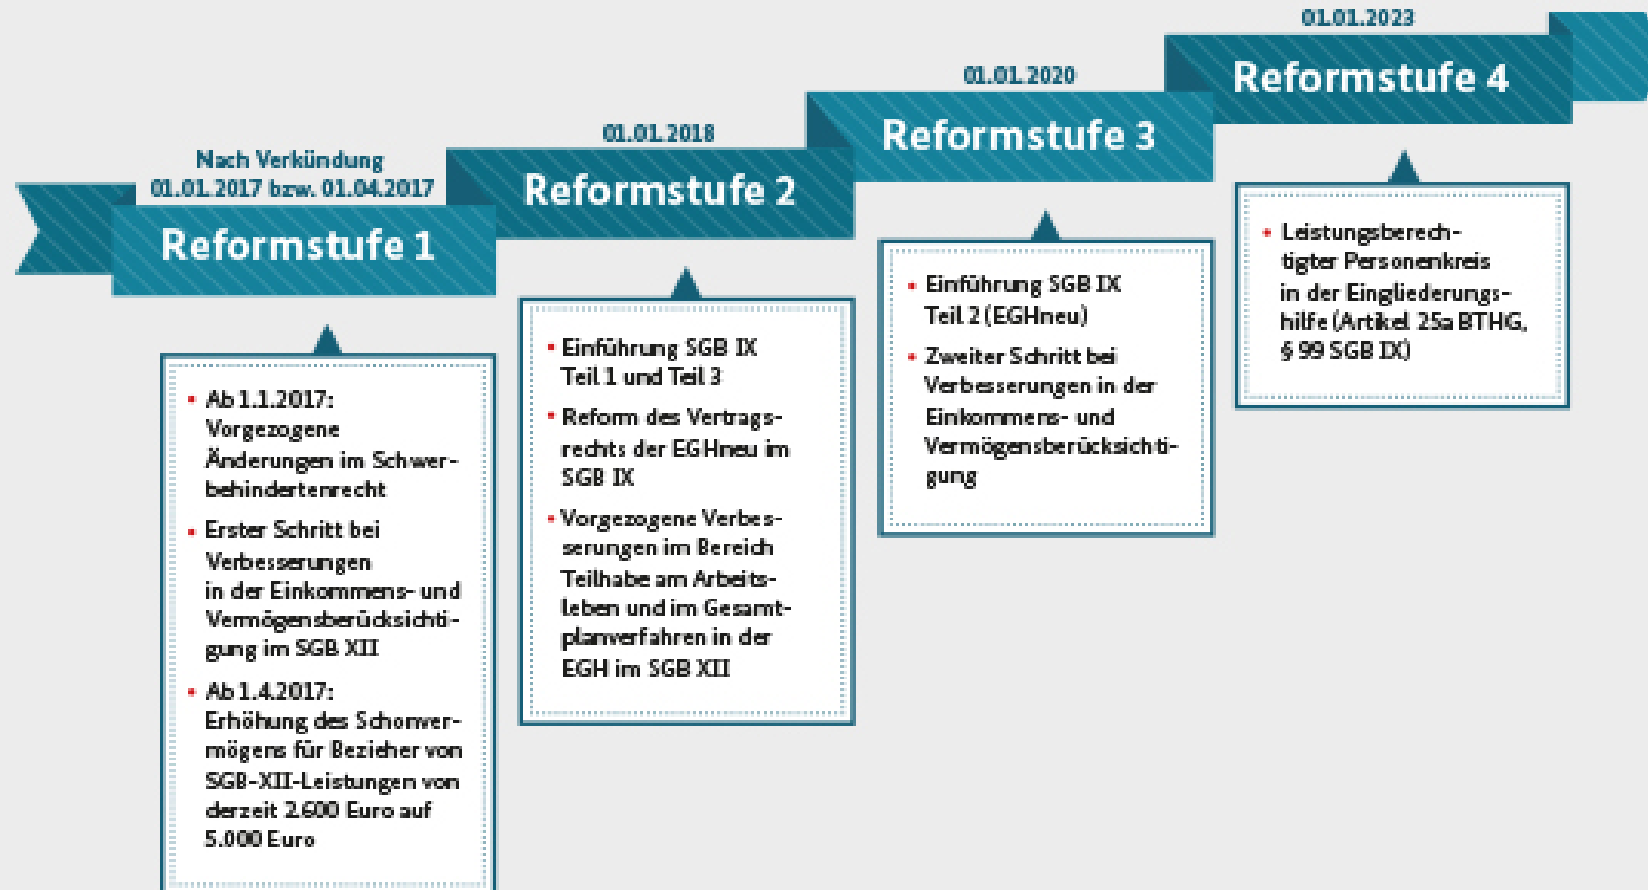 Nach Verkündung
01.01.2017 bzw. 01.04.2017
Reformstufe 1
• Ab 1.1.2017:
Vorgezogene
Änderungen im Schwer-
behindertenrecht
• Erster Schritt bei
Verbesserungen
in der Einkommens- und
Vermögensberücksichti-
gung im SGB XII
• Ab 1.4.2017:
Erhöhung des Schonver-
mögens für Bezieher von
SGB-XII-Leistungen von
derzeit 2.600 Euro auf
5.000 Euro
01.01.2018
Reformstufe 2
• Einführung SGB IX
Teil 1 und Teil 3
• Reform des Vertrags-
rechts der EGHneu im
SGB IX
• Vorgezogene Verbes-
serungen im Bereich
Teilhabe am Arbeits-
leben und im Gesamt-
planverfahren in der
EGH im SGB XII
01.01.2020
Reformstufe 3
• Einführung SGB IX
Teil 2 (EGHneu)
• Zweiter Schritt bei
Verbesserungen in der
Einkommens- und
Vermögensberücksichti-
gung
01.01.2023
Reformstufe 4
• Leistungsberech-
tigter Personenkreis
in der Eingliederungs-
hilfe (Artikel 25a BTHG,
§ 99 SGB IX)